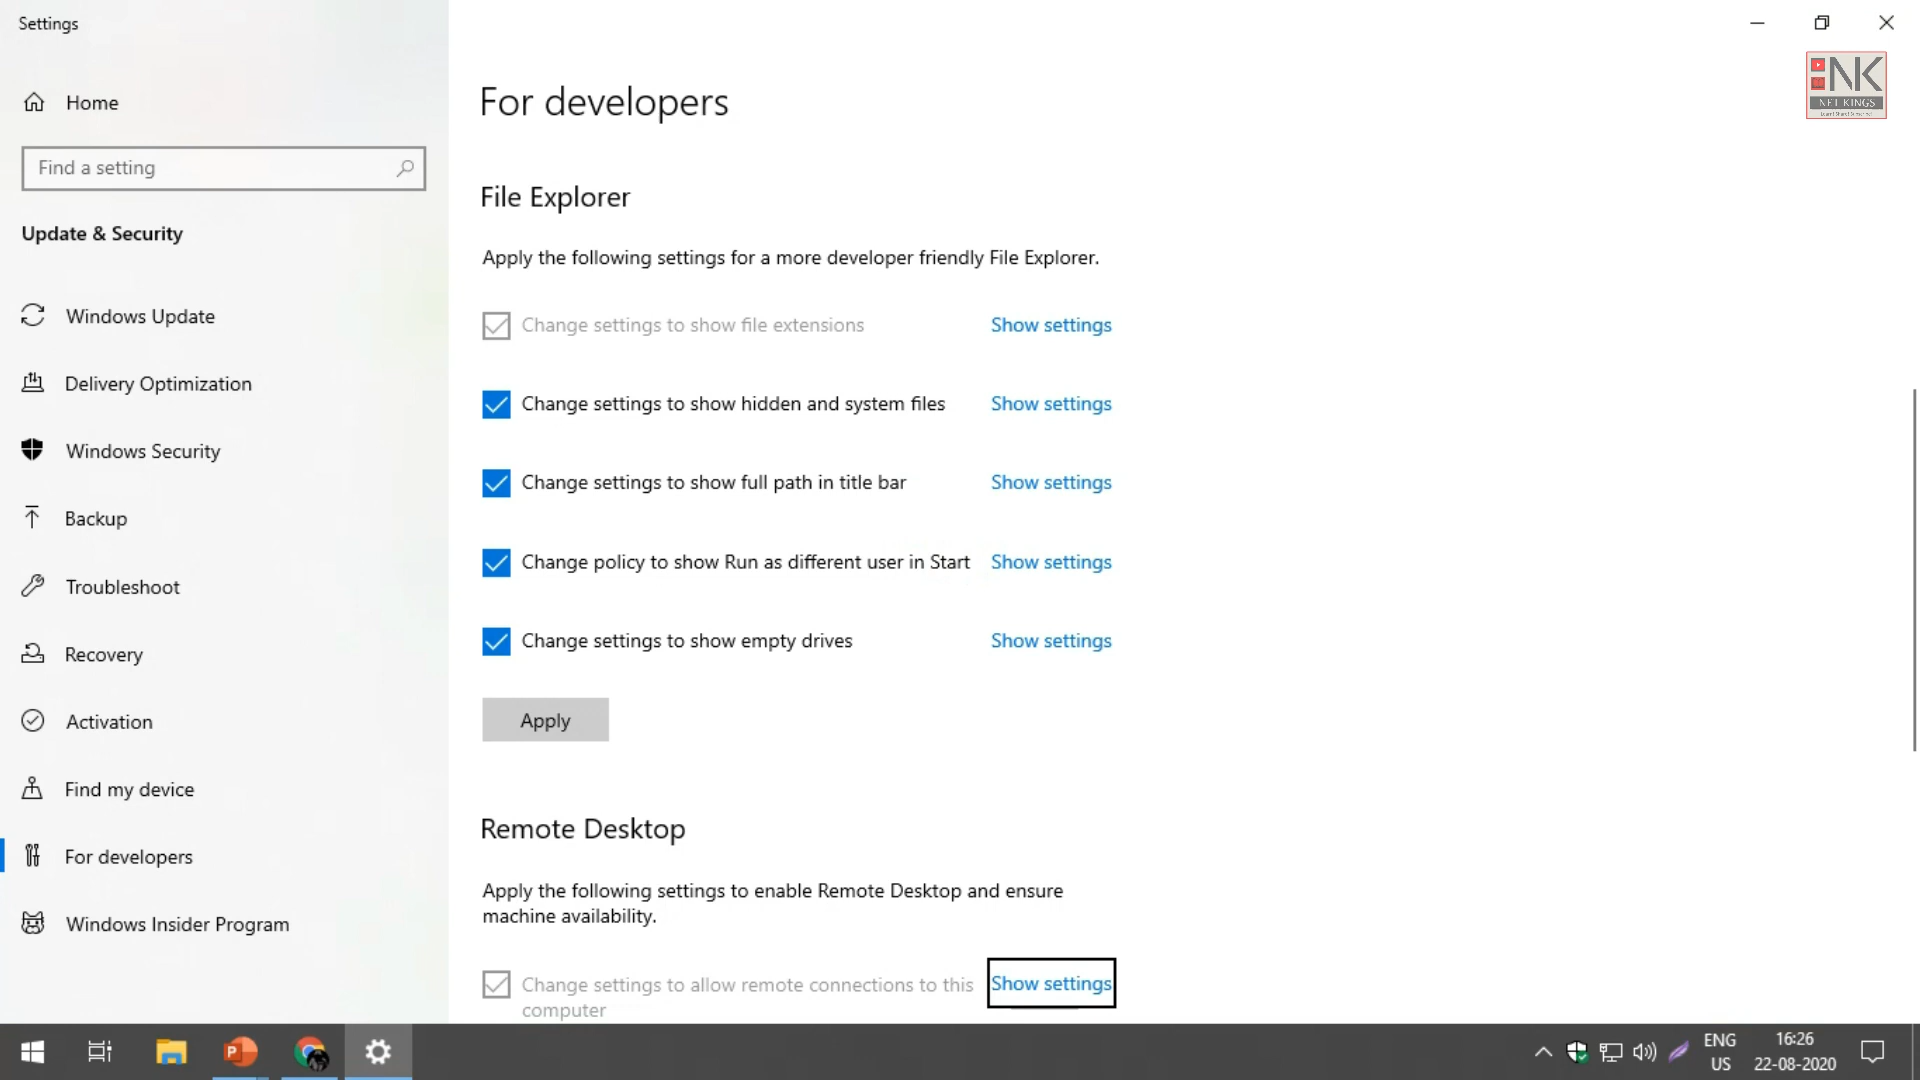 Settings
Home
Find a setting
Update & Security
Windows Update
Delivery Optimization
Windows Security
Backup
Troubleshoot
Recovery
Activation
Find my device
For developers
Windows Insider Program
NK
NET KINGS
For developers
File Explorer
Apply the following settings for a more developer friendly File Explorer.
Change settings to show file extensions Show settings
Change settings to show hidden and system files Show settings
Change settings to show full path in title bar Show settings
Change policy to show Run as different user in Start Show settings
Change settings to show empty drives Show settings
Apply
Remote Desktop
Apply the following settings to enable Remote Desktop and ensure
machine availability.
Change settings to allow remote connections to this Show settings
computer
ENG
US
16:26
22-08-2020